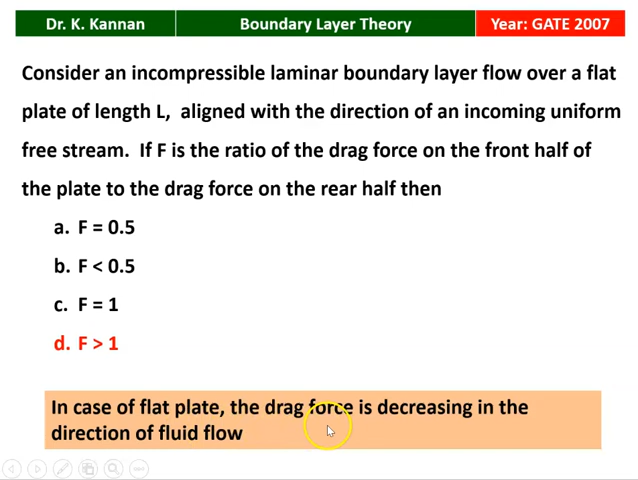 Dr. K. Kannan
Boundary Layer Theory
Year: GATE 2007
Consider an incompressible laminar boundary layer flow over a flat
plate of length L, aligned with the direction of an incoming uniform
free stream. If F is the ratio of the drag force on the front half of
the plate to the drag force on the rear half then
a. F = 0.5
b. F < 0.5
c. F = 1
d. F > 1
In case of flat plate, the drag force is decreasing in the
direction of fluid flow